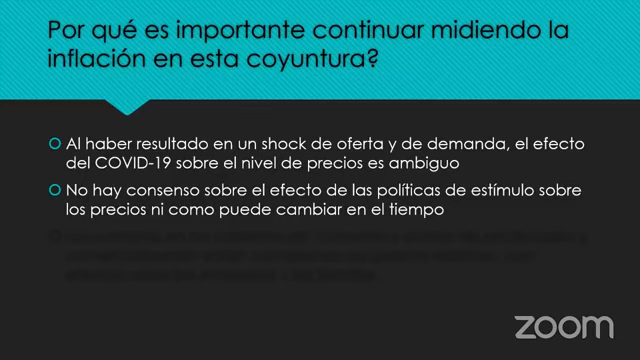 Por qué es importante continuar midiendo la
inflación en esta coyuntura?
Al haber resultado en un shock de oferta y de demanda, el efecto
del COVID-19 sobre el nivel de precios es ambiguo
No hay consenso sobre el efecto de las políticas de estímulo sobre
los precios ni como puede cambiar en el tiempo
zoom